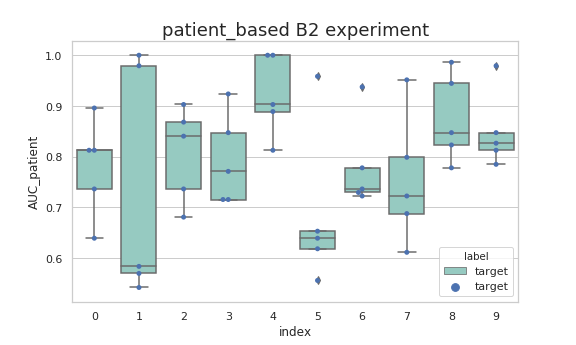 patient_based B2 experiment
1.0
0.9
0.8
0.7
0.6
AUC_patient
0 1 2 3 4 5 6 7 8 9
index
label
target
target